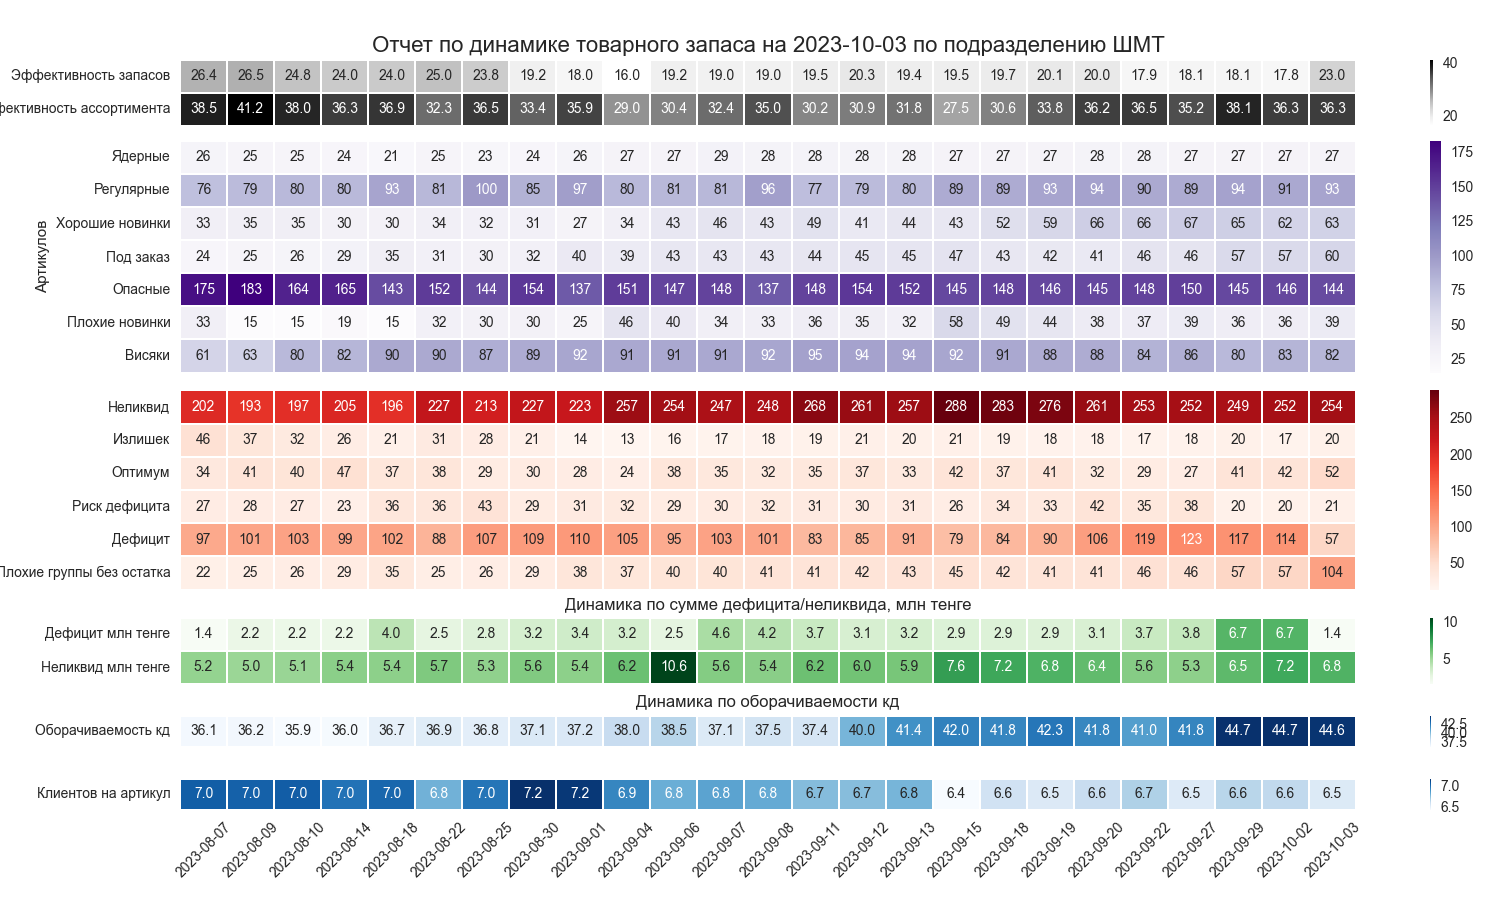 Отчет по динамике товарного запаса на 2023-10-03 по подразделению ШМТ
Эффективность запасов 26.4 26.5 24.8 24.0 24.0 25.0 23.8 19.2 18.0 16.0 19.2 19.0 19.0 19.5 20.3 19.4 19.5 19.7 20.1 20.0 17.9 18.1 18.1 17.8 23.0
фективность ассортимента 38.5 41.2 38.0 36.3 36.9 32.3 36.5 33.4 35.9 29.0 30.4 32.4 35.0 30.2 30.9 31.8 27.5 30.6 33.8 36.2 36.5 35.2 38.1 36.3 36.3
40
20
Артикулов
Ядерные 26 25 25 24 21 25 23 24 26 27 27 29 28 28 28 28 27 27 27 28 28 27 27 27 27
Регулярные 76 79 80 80 93 81 100 85 97 80 81 81 96 77 79 80 89 89 93 94 90 89 94 91 93
Хорошие новинки 33 35 35 30 30 34 32 31 27 34 43 46 43 49 41 44 43 52 59 66 66 67 65 62 63
Под заказ 24 25 26 29 35 31 30 32 40 39 43 43 43 44 45 45 47 43 42 41 46 46 57 57 60
Опасные 175 183 164 165 143 152 144 154 137 151 147 148 137 148 154 152 145 148 146 145 148 150 145 146 144
Плохие новинки 33 15 15 19 15 32 30 30 25 46 40 34 33 36 35 32 58 49 44 38 37 39 36 36 39
Висяки 61 63 80 82 90 90 87 89 92 91 91 91 92 95 94 94 92 91 88 88 84 86 80 83 82
175
150
125
100
75
50
25
Неликвид 202 193 197 205 196 227 213 227 223 257 254 247 248 268 261 257 288 283 276 261 253 252 249 252 254
Излишек 46 37 32 26 21 31 28 21 14 13 16 17 18 19 21 20 21 19 18 18 17 18 20 17 20
Оптимум 34 41 40 47 37 38 29 30 28 24 38 35 32 35 37 33 42 37 41 32 29 27 41 42 52
Риск дефицита 27 28 27 23 36 36 43 29 31 32 29 30 32 31 30 31 26 34 33 42 35 38 20 20 21
Дефицит 97 101 103 99 102 88 107 109 110 105 95 103 101 83 85 91 79 84 90 106 119 123 117 114 57
Плохие группы без остатка 22 25 26 29 35 25 26 29 38 37 40 40 41 41 42 43 45 42 41 41 46 46 57 57 104
250
200
150
100
50
Динамика по сумме дефицита/неликвида, млн тенге
Дефицит млн тенге 1.4 2.2 2.2 2.2 4.0 2.5 2.8 3.2 3.4 3.2 2.5 4.6 4.2 3.7 3.1 3.2 2.9 2.9 2.9 3.1 3.7 3.8 6.7 6.7 1.4
Неликвид млн тенге 5.2 5.0 5.1 5.4 5.4 5.7 5.3 5.6 5.4 6.2 10.6 5.6 5.4 6.2 6.0 5.9 7.6 7.2 6.8 6.4 5.6 5.3 6.5 7.2 6.8
10
5
Динамика по оборачиваемости кд
Оборачиваемость кд 36.1 36.2 35.9 36.0 36.7 36.9 36.8 37.1 37.2 38.0 38.5 37.1 37.5 37.4 40.0 41.4 42.0 41.8 42.3 41.8 41.0 41.8 44.7 44.7 44.6
42.5
40.0
37.5
Клиентов на артикул 7.0 7.0 7.0 7.0 7.0 6.8 7.0 7.2 7.2 6.9 6.8 6.8 6.8 6.7 6.7 6.8 6.4 6.6 6.5 6.6 6.7 6.5 6.6 6.6 6.5
7.0
6.5
2023-08-07 2023-08-09 2023-08-10 2023-08-14 2023-08-18 2023-08-22 2023-08-25 2023-08-30 2023-09-01 2023-09-04 2023-09-06 2023-09-07 2023-09-08 2023-09-11 2023-09-12 2023-09-13 2023-09-15 2023-09-18 2023-09-19 2023-09-20 2023-09-22 2023-09-27 2023-09-29 2023-10-02 2023-10-03